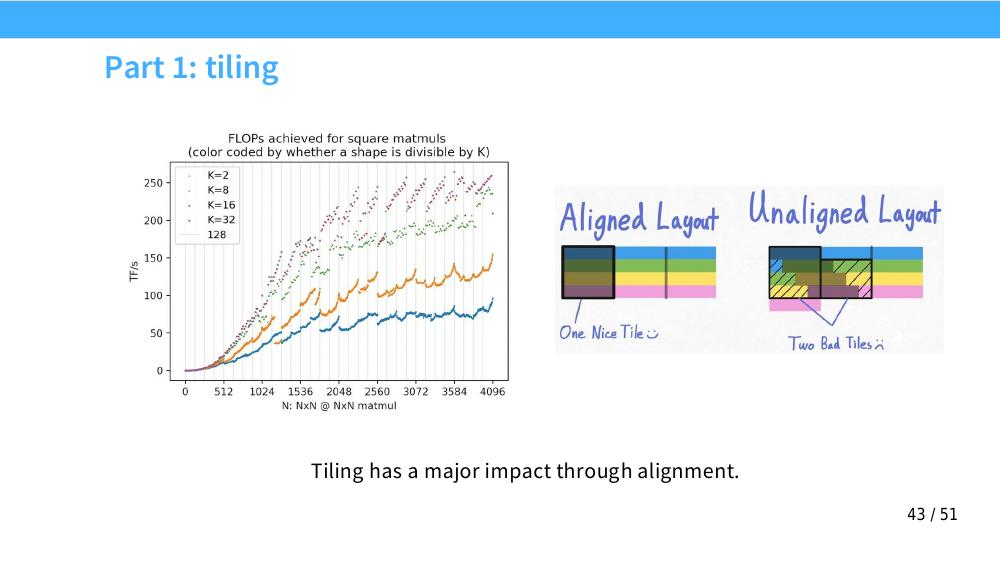 Part 1: tiling
FLOPs achieved for square matmuls
(color coded by whether a shape is divisible by K)
K=2
K=8
K=16
K=32
128
250
200
150
100
50
0
TF/s
0 512 1024 1536 2048 2560 3072 3584 4096
N: NxN @ NxN matmul
Aligned Layout
One Nice Tile
Unaligned Layout
Two Bad Tiles
Tiling has a major impact through alignment.
43 / 51